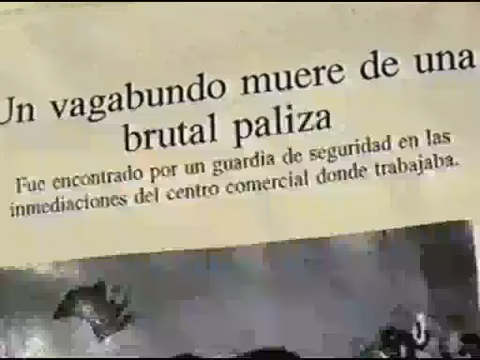 Un vagabundo muere de una
brutal paliza
Fue encontrado por un guardia de seguridad en las
inmediaciones del centro comercial donde trabajaba.